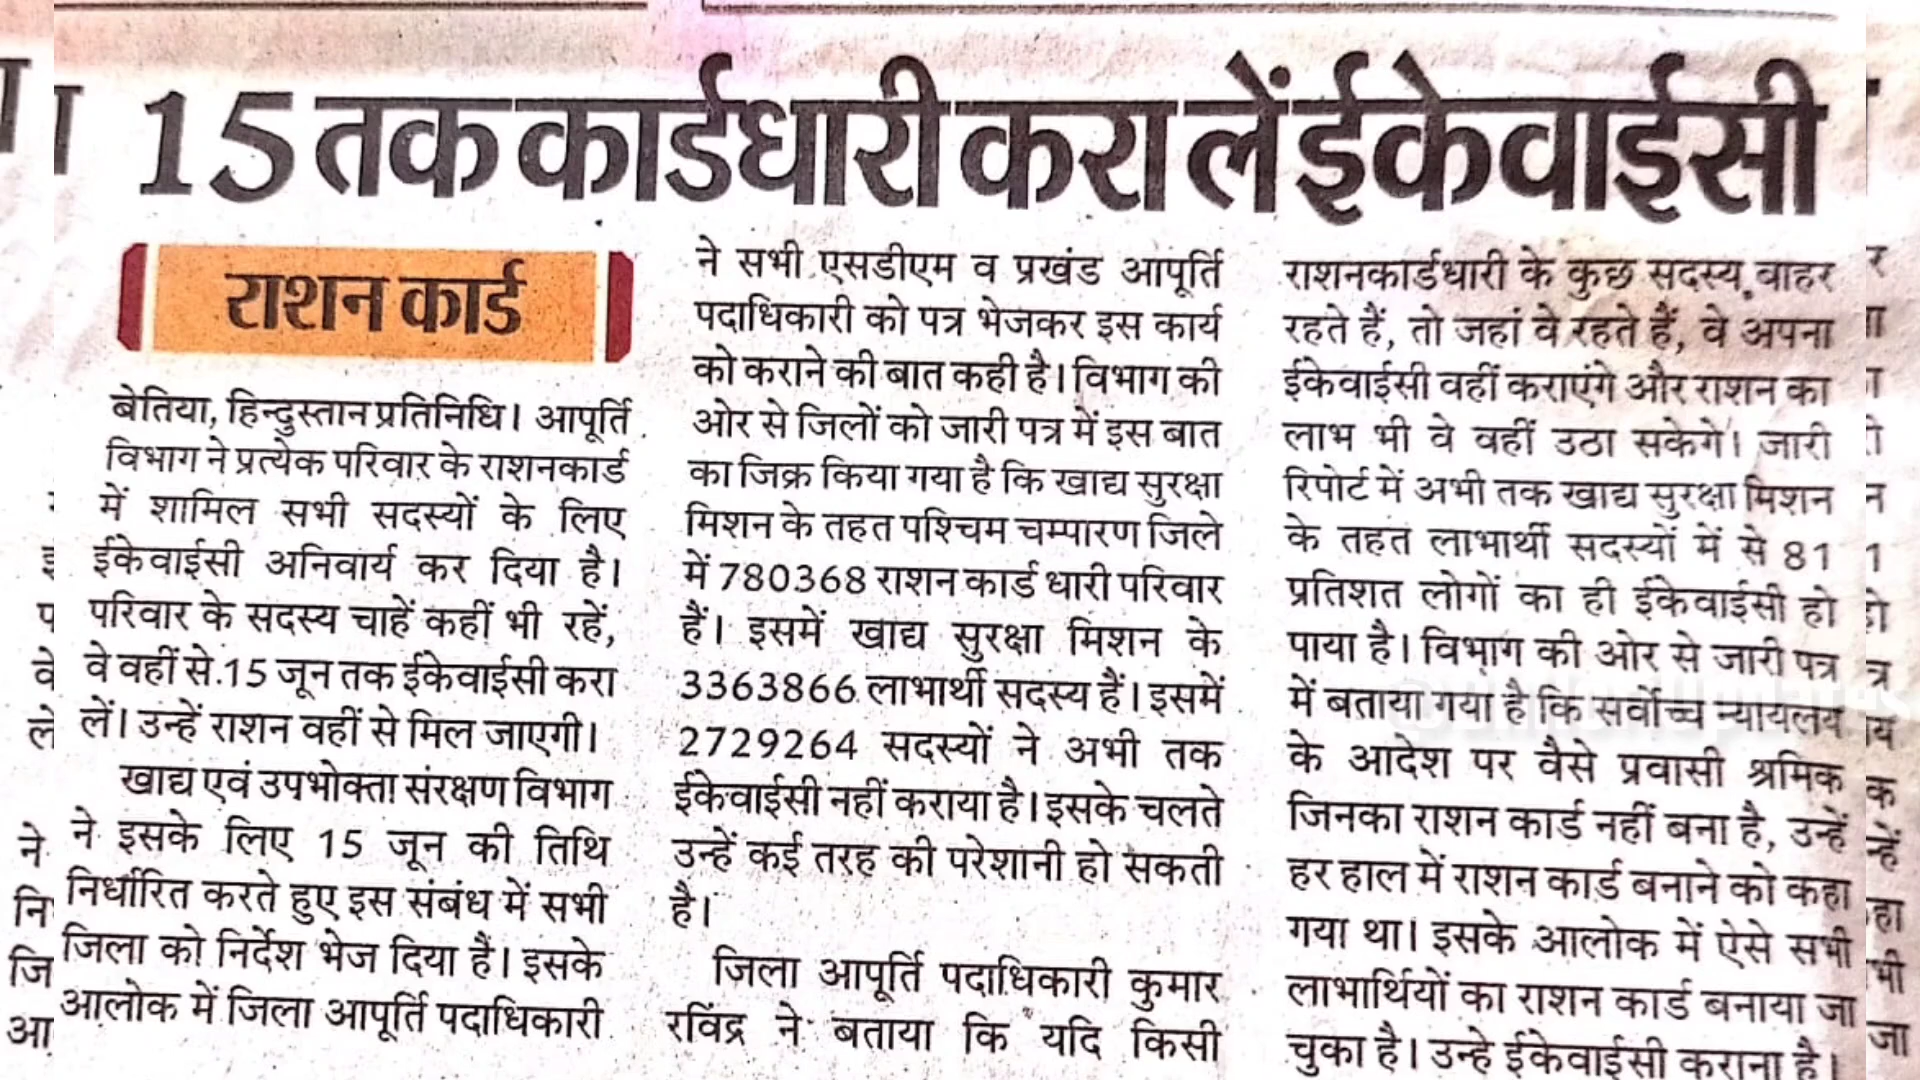 15 तक कार्डधारी करा लें ईकेवाईसी
राशन कार्ड
बेतिया, हिन्दुस्तान प्रतिनिधि। आपूर्ति
विभाग ने प्रत्येक परिवार के राशनकार्ड
में शामिल सभी सदस्यों के लिए
ईकेवाईसी अनिवार्य कर दिया है।
परिवार के सदस्य चाहें कहीं भी रहें,
वे वहीं से 15 जून तक ईकेवाईसी करा
लें। उन्हें राशन वहीं से मिल जाएगी।
खाद्य एवं उपभोक्ता संरक्षण विभाग
ने इसके लिए 15 जून की तिथि
निर्धारित करते हुए इस संबंध में सभी
जिला को निर्देश भेज दिया हैं। इसके
आलोक में जिला आपूर्ति पदाधिकारी
ने सभी एसडीएम व प्रखंड आपूर्ति
पदाधिकारी को पत्र भेजकर इस कार्य
को कराने की बात कही है। विभाग की
ओर से जिलों को जारी पत्र में इस बात
का जिक्र किया गया है कि खाद्य सुरक्षा
मिशन के तहत पश्चिम चम्पारण जिले
में 780368 राशन कार्ड धारी परिवार
हैं। इसमें खाद्य सुरक्षा मिशन के
3363866 लाभार्थी सदस्य हैं। इसमें
2729264 सदस्यों ने अभी तक
ईकेवाईसी नहीं कराया है। इसके चलते
उन्हें कई तरह की परेशानी हो सकती
है।
जिला आपूर्ति पदाधिकारी कुमार
रविंद्र ने बताया कि यदि किसी
राशनकार्डधारी के कुछ सदस्य बाहर
रहते हैं, तो जहां वे रहते हैं, वे अपना
ईकेवाईसी वहीं कराएंगे और राशन का
लाभ भी वे वहीं उठा सकेगे। जारी
रिपोर्ट में अभी तक खाद्य सुरक्षा मिशन
के तहत लाभार्थी सदस्यों में से 81
प्रतिशत लोगों का ही ईकेवाईसी हो
पाया है। विभाग की ओर से जारी पत्र
में बताया गया है कि सर्वोच्च न्यायलय
के आदेश पर वैसे प्रवासी श्रमिक
जिनका राशन कार्ड नहीं बना है, उन्हें
हर हाल में राशन कार्ड बनाने को कहा
गया था। इसके आलोक में ऐसे सभी
लाभार्थियों का राशन कार्ड बनाया जा
चुका है। उन्हे ईकेवाईसी कराना है।